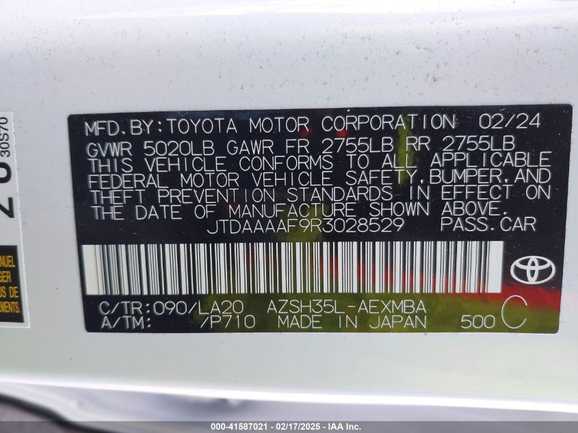 MFD.BY:TOYOTA MOTOR CORPORATION 02/24
GVWR 5020LB GAWR FR 2755LB RR 2755LB
THIS VEHICLE CONFORMS TO ALL APPLICABLE
FEDERAL MOTOR VEHICLE SAFETY,BUMPER,AND
THEFT PREVENTION STANDARDS IN EFFECT ON
THE DATE OF MANUFACTURE SHOWN ABOVE.
JTDAAAAF9R3028529 PASS.CAR
C/TR:090/LA20 AZSH35L-AEXMBA
A/TM: /P710 MADE IN JAPAN 500 C
30S70
000-41587021 - 02/17/2025 - IAA Inc.